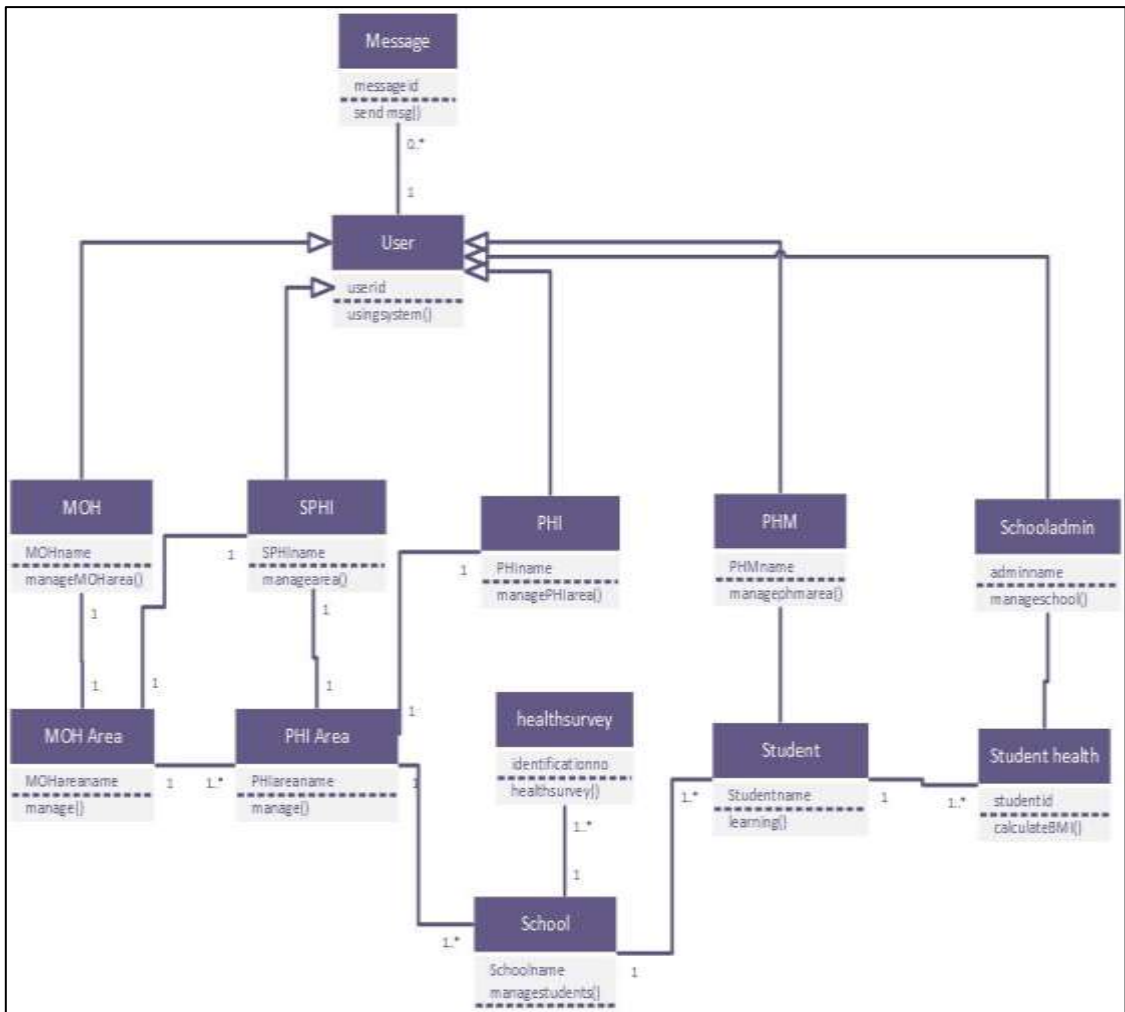 Message
messageid
send msg()
0..*
1
User
userid
usingsystem()
MOH
MOHname
manageMOHarea()
SPHI
SPHIname
managearea()
PHI
PHIname
managePHIarea()
PHM
PHMname
managephmarea()
Schooladmin
adminname
manageschool()
1
1
1
1
1
1
1
1
MOH Area
MOHareaname
manage()
1
1..*
PHI Area
PHIareaname
manage()
1
healthsurvey
identificationno
healthsurvey()
1..*
1
Student
Studentname
learning()
1..*
1
1..*
Student health
studentid
calculateBMI()
School
Schoolname
managestudents()
1..*
1